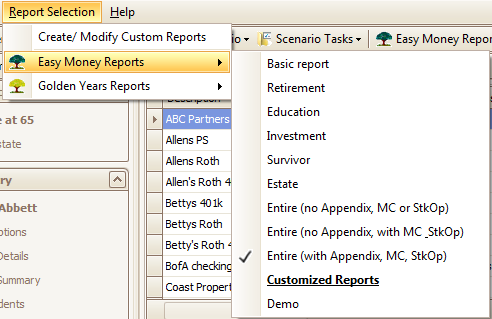 Report Selection Help
Create/ Modify Custom Reports
Easy Money Reports
Golden Years Reports
Scenario Tasks
Easy Money Repor
Basic report
Retirement
Education
Investment
Survivor
Estate
Entire (no Appendix, MC or StkOp)
Entire (no Appendix, with MC _StkOp)
Entire (with Appendix, MC, StkOp)
Customized Reports
Demo
Description
ABC Partners
Allens PS
Allens Roth
Allen's Roth 4
Bettys 401k
Bettys Roth
Betty's Roth 4
BofA checking
Coast Propert
e at 65
state
ry
Abbett
ptions
Details
Summary
dents